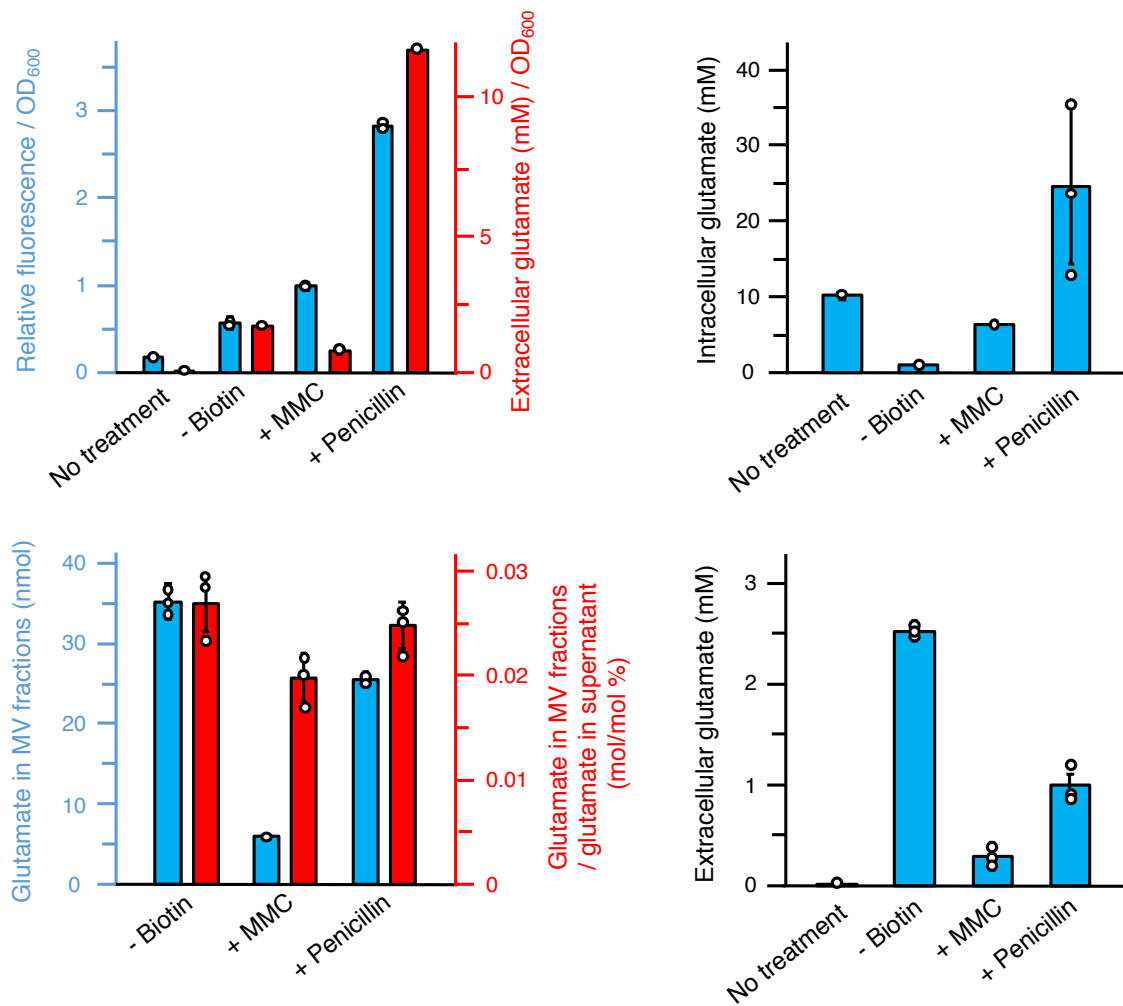 Relative fluorescence / OD600
0
1
2
3
Extracellular glutamate (mM) / OD600
0
5
10
No treatment
- Biotin
+ MMC
+ Penicillin
Intracellular glutamate (mM)
0
10
20
30
40
No treatment
- Biotin
+ MMC
+ Penicillin
Glutamate in MV fractions (nmol)
0
10
20
30
40
Glutamate in MV fractions
/ glutamate in supernatant
(mol/mol %)
0
0.01
0.02
0.03
- Biotin
+ MMC
+ Penicillin
Extracellular glutamate (mM)
0
1
2
3
No treatment
- Biotin
+ MMC
+ Penicillin